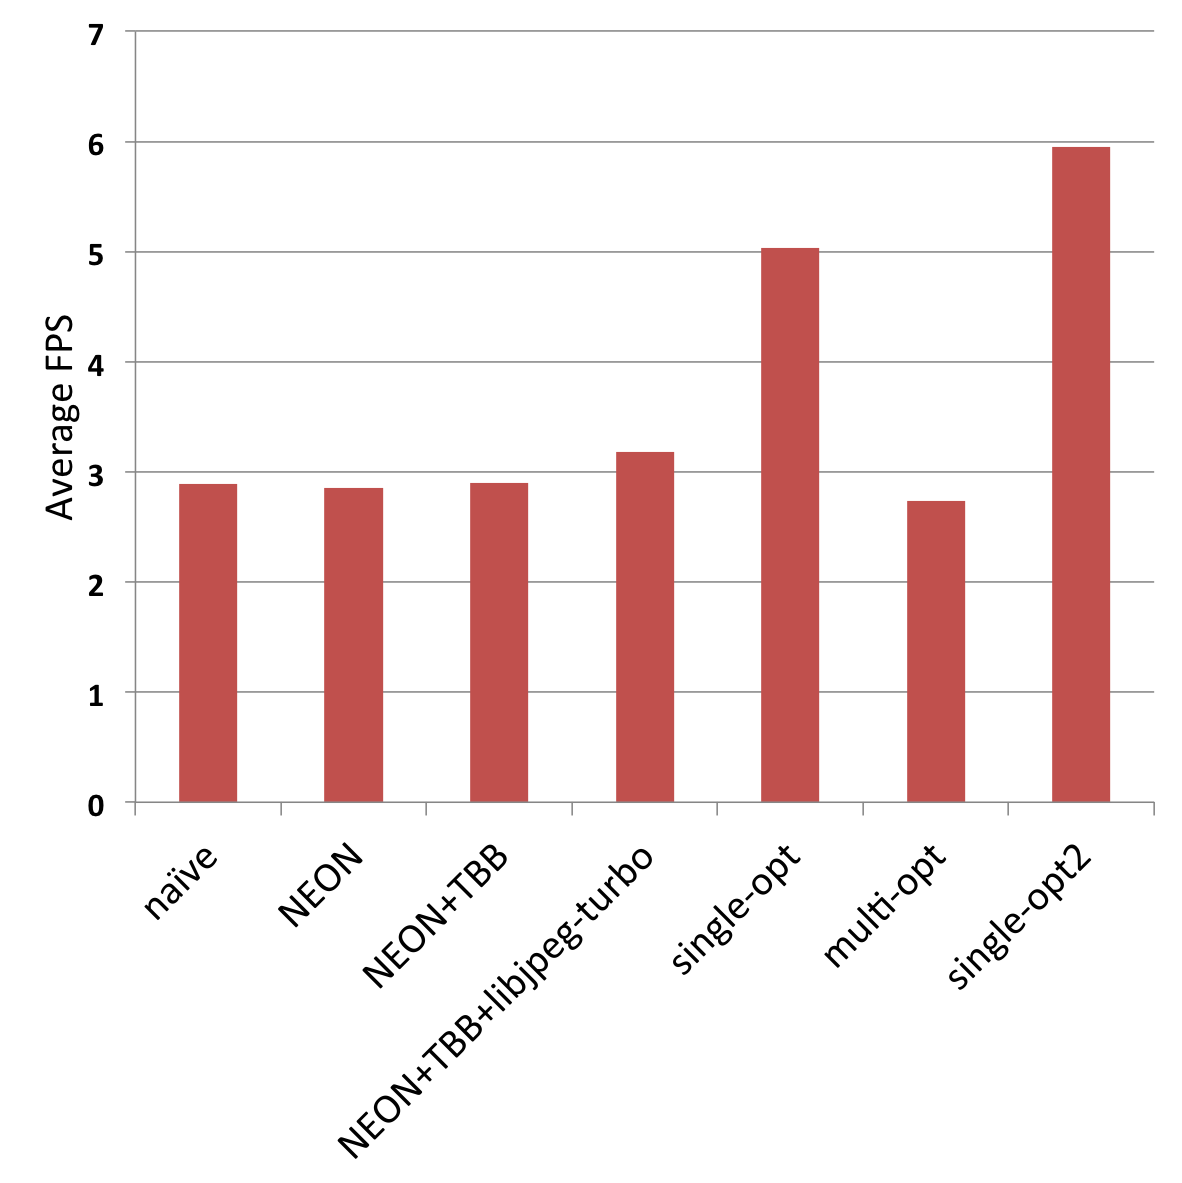 7
6
5
4
3
2
1
0
Average FPS
naïve
NEON
NEON+TBB
NEON+TBB+libjpeg-turbo
single-opt
multi-opt
single-opt2